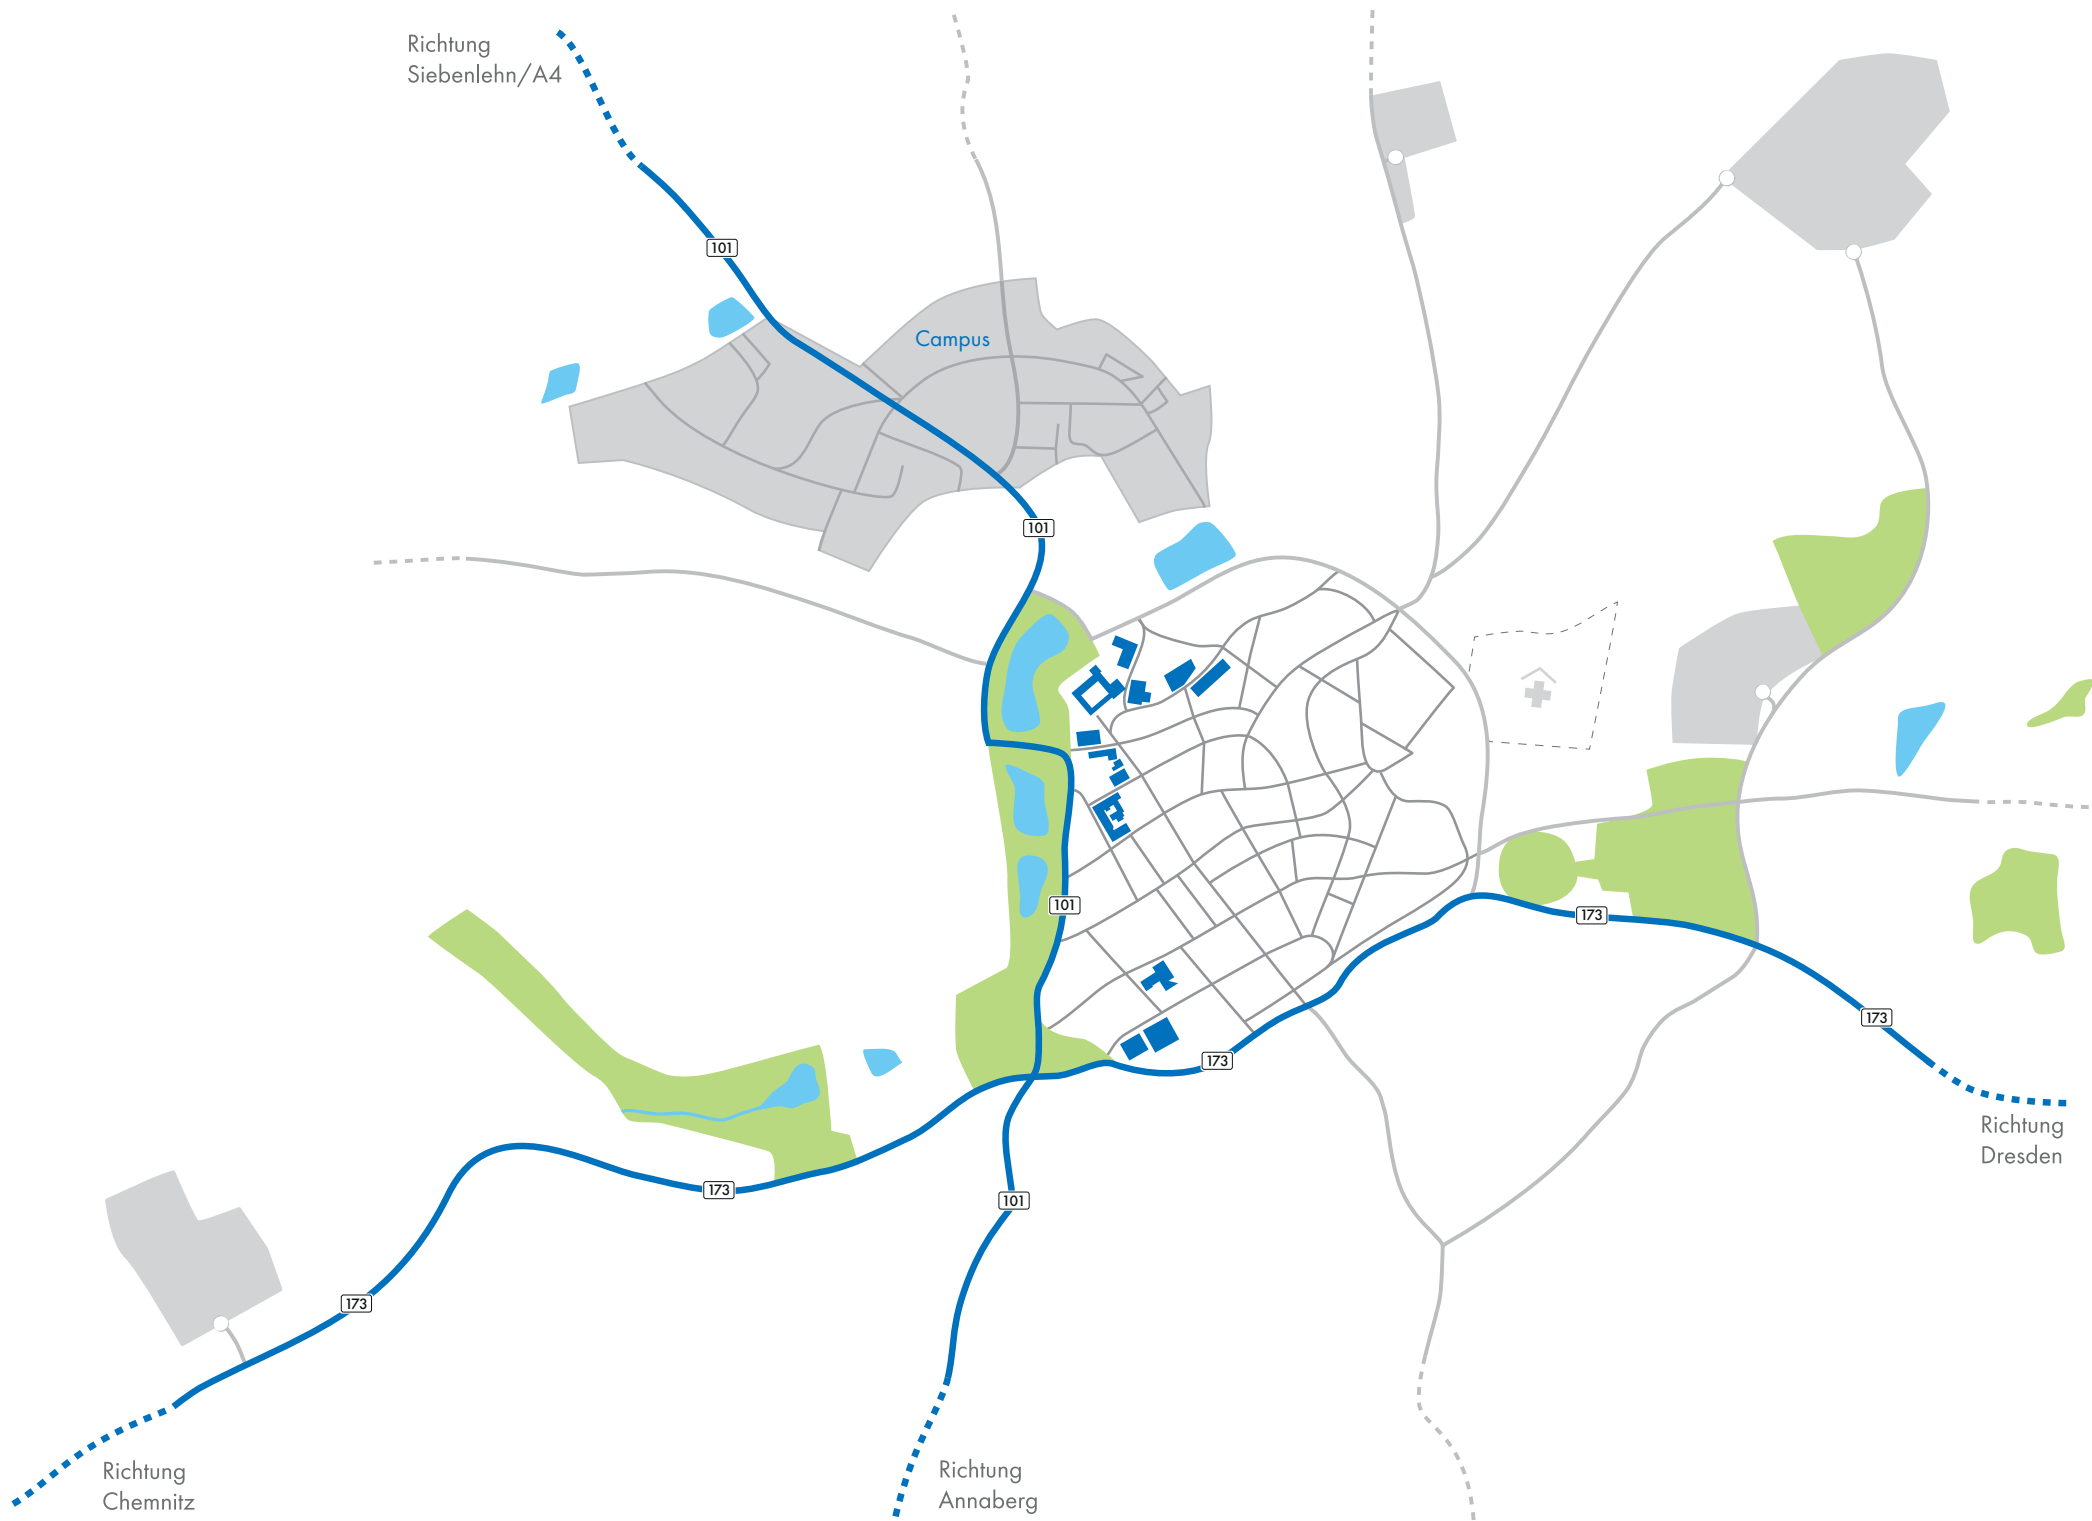 Richtung
Siebenlehn/A4
101
Campus
101
101
173
173
173
Richtung
Dresden
173
101
173
Richtung
Chemnitz
Richtung
Annaberg